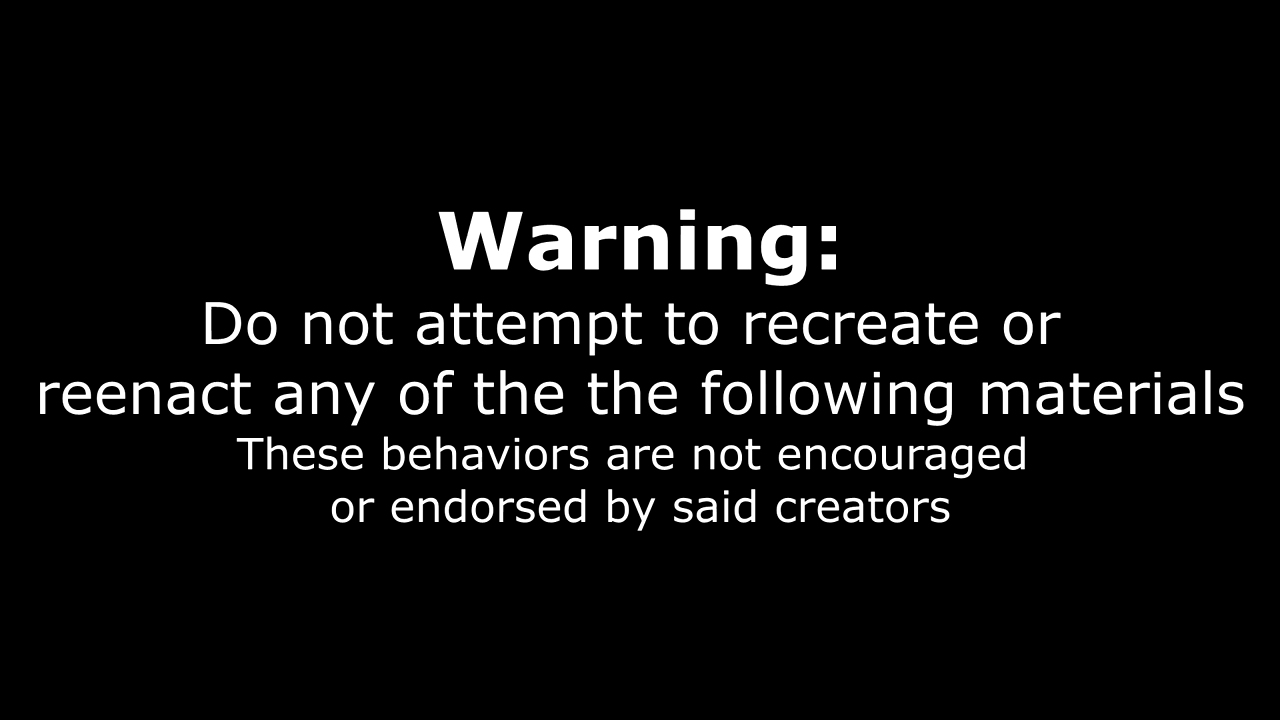 Warning:
Do not attempt to recreate or
reenact any of the the following materials
These behaviors are not encouraged
or endorsed by said creators